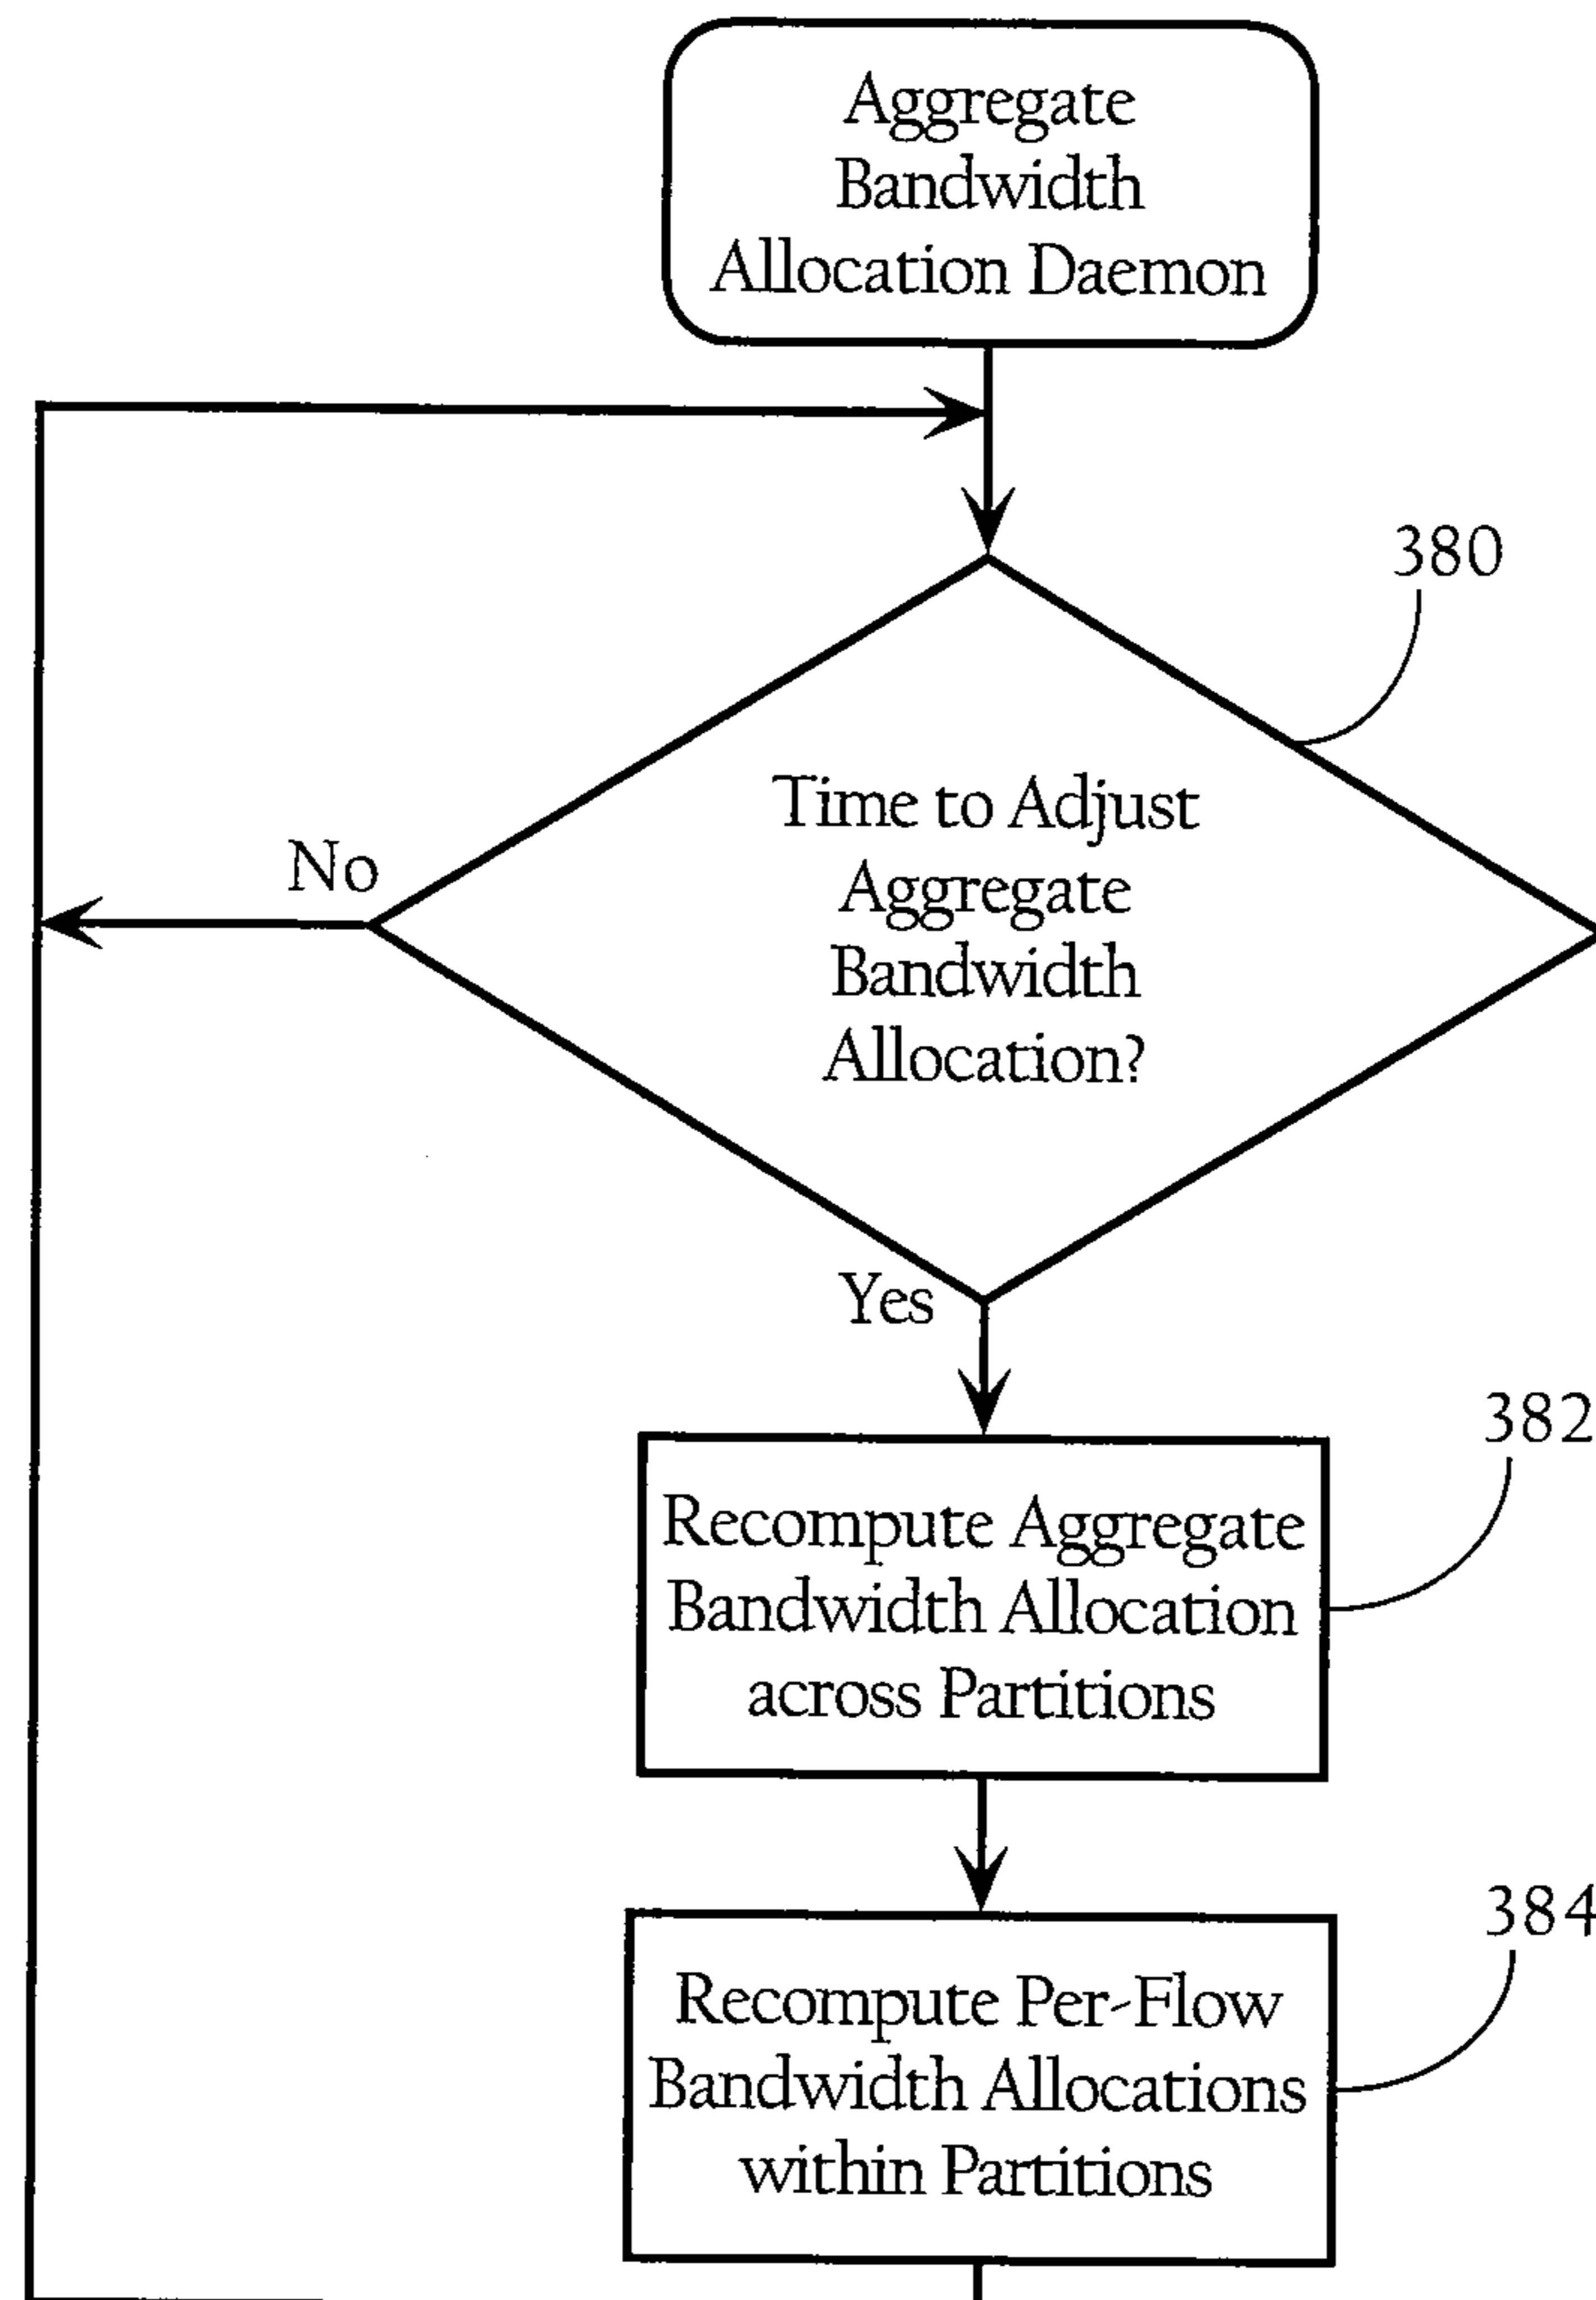 Aggregate
Bandwidth
Allocation Daemon
380
Time to Adjust
Aggregate
Bandwidth
Allocation?
No
Yes
382
Recompute Aggregate
Bandwidth Allocation
across Partitions
384
Recompute Per-Flow
Bandwidth Allocations
within Partitions